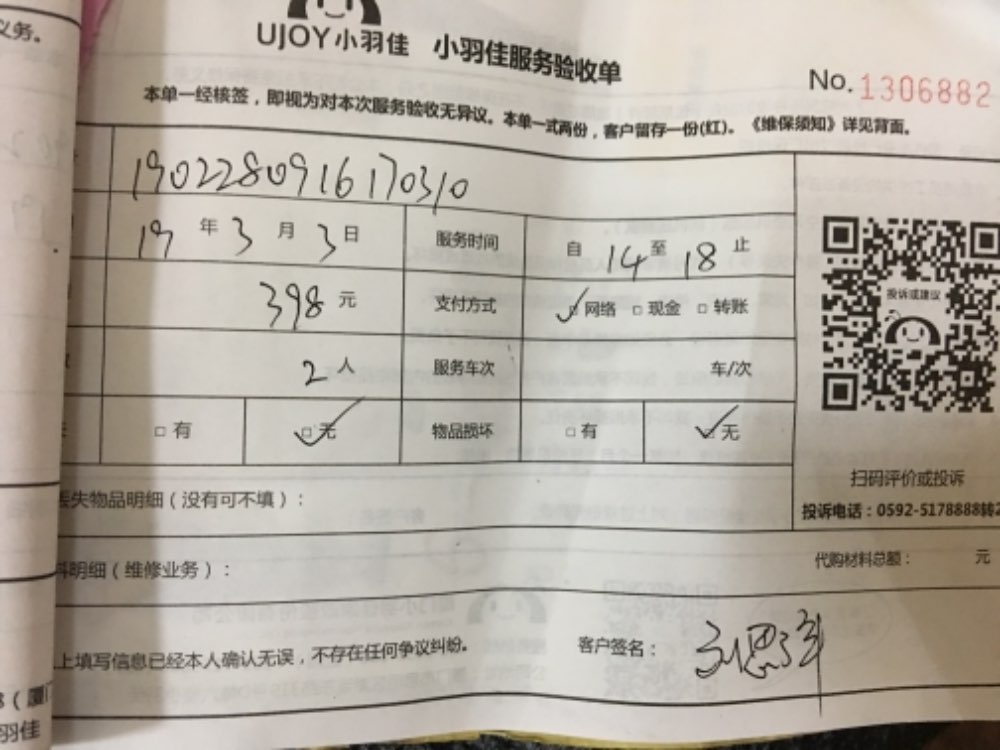 义务。
UJOY小羽佳 小羽佳服务验收单
No. 1306882
本单一经核签，即视为对本次服务验收无异议。本单一式两份，客户留存一份(红)。《维保须知》详见背面。
1902280916170310
19 年 3 月 3 日 服务时间 自 14 至 18 止
398 元 支付方式 ☑网络 □现金 □转账
投诉或建议
2 人 服务车次 车/次
□有 ☑无 物品损坏 □有 ☑无
扫码评价或投诉
投诉电话：0592-5178888转2
丢失物品明细（没有可不填）：
料明细（维修业务）： 代购材料总额： 元
上填写信息已经本人确认无误，不存在任何争议纠纷。 客户签名：
羽佳